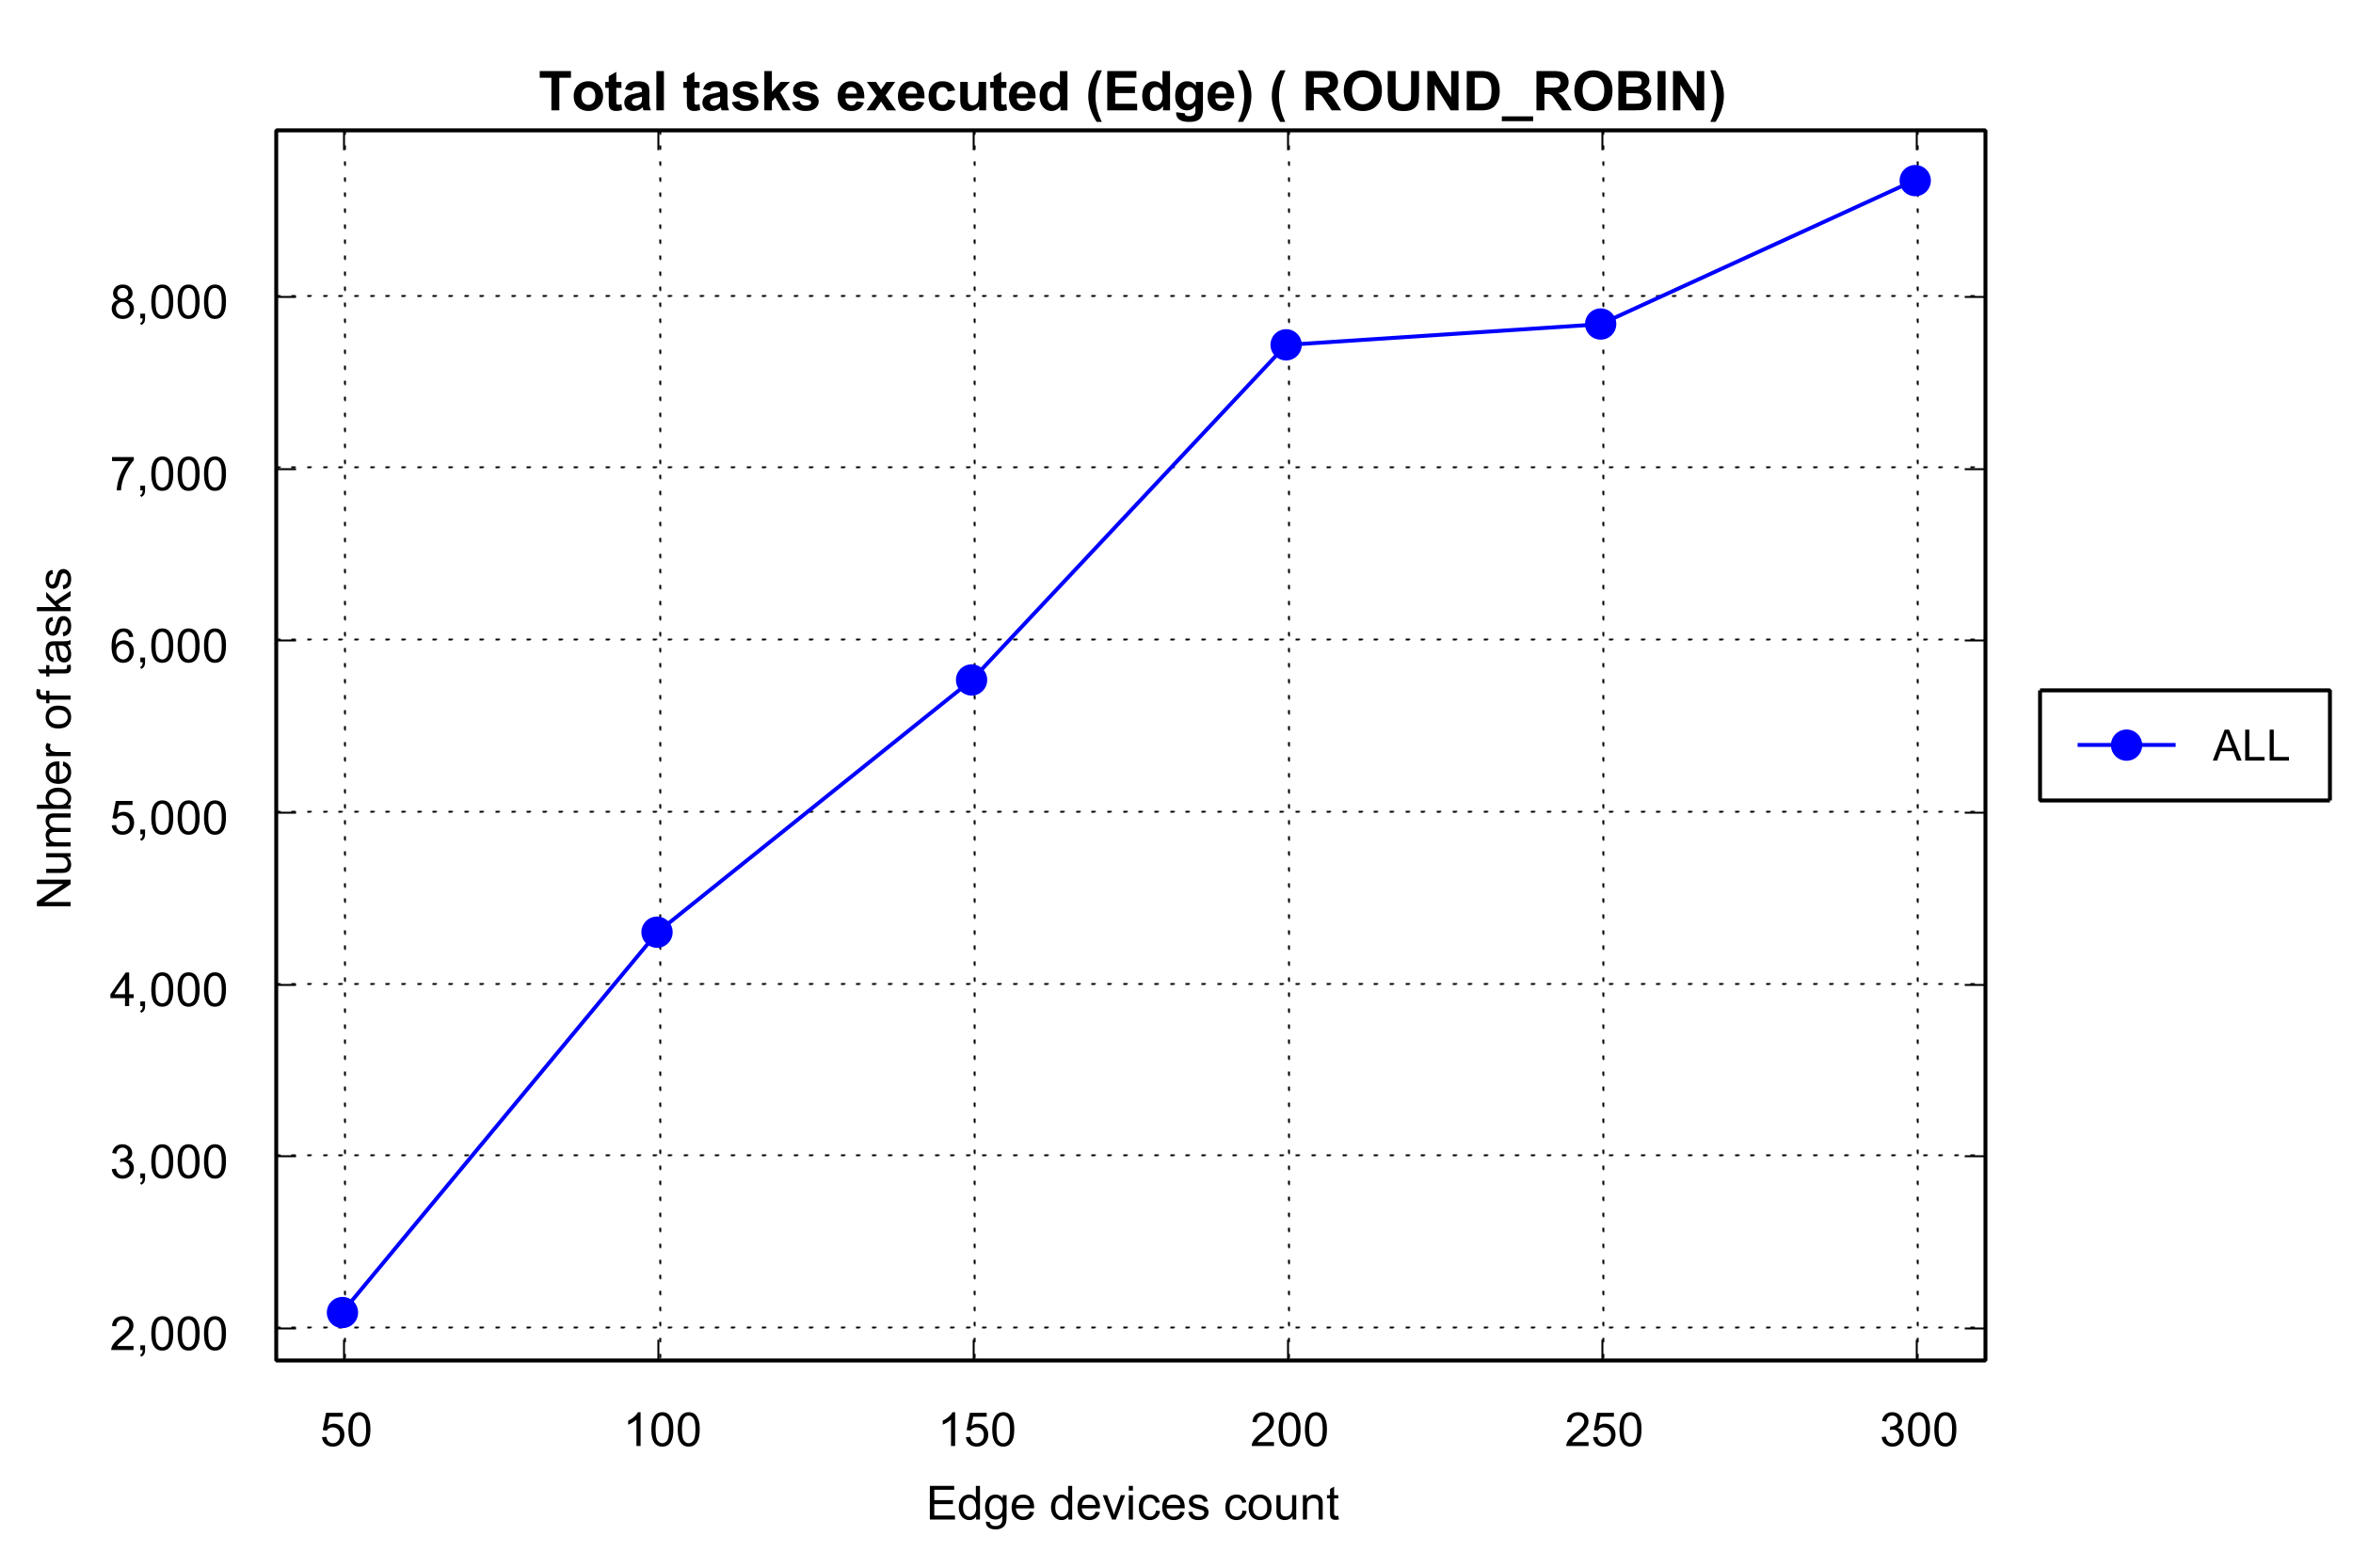 Total tasks executed (Edge) ( ROUND_ROBIN)
8,000
7,000
6,000
5,000
4,000
3,000
2,000
Number of tasks
ALL
50 100 150 200 250 300
Edge devices count